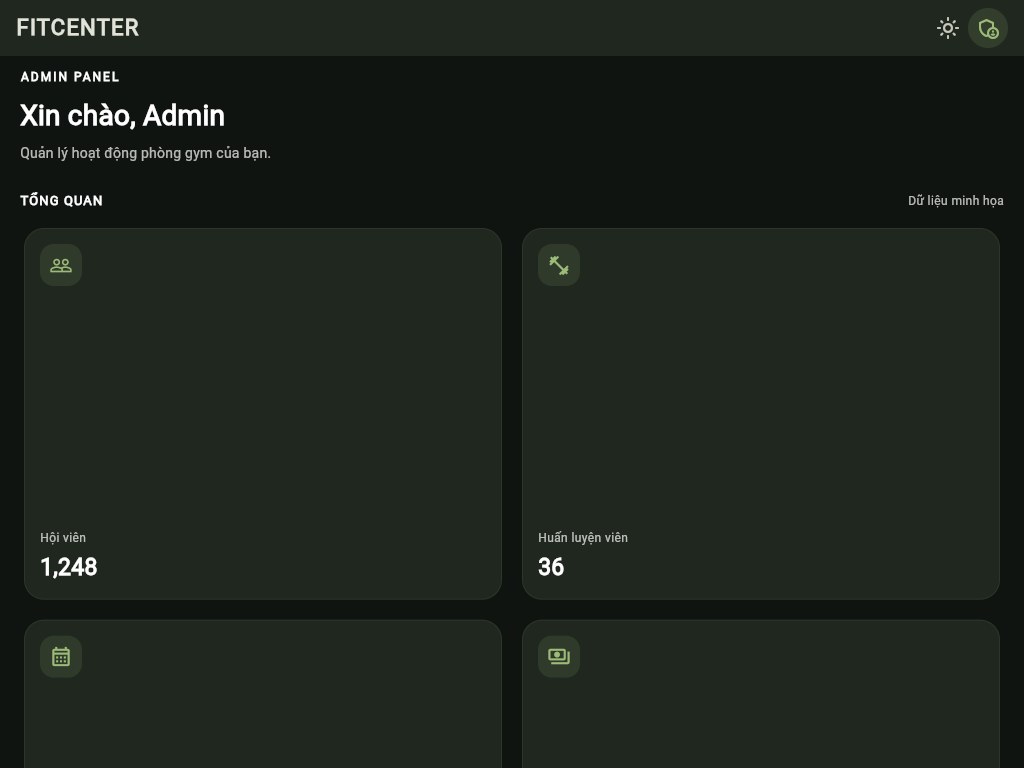 FITCENTER
ADMIN PANEL
Xin chào, Admin
Quản lý hoạt động phòng gym của bạn.
TỔNG QUAN
Dữ liệu minh họa
Hội viên
1,248
Huấn luyện viên
36